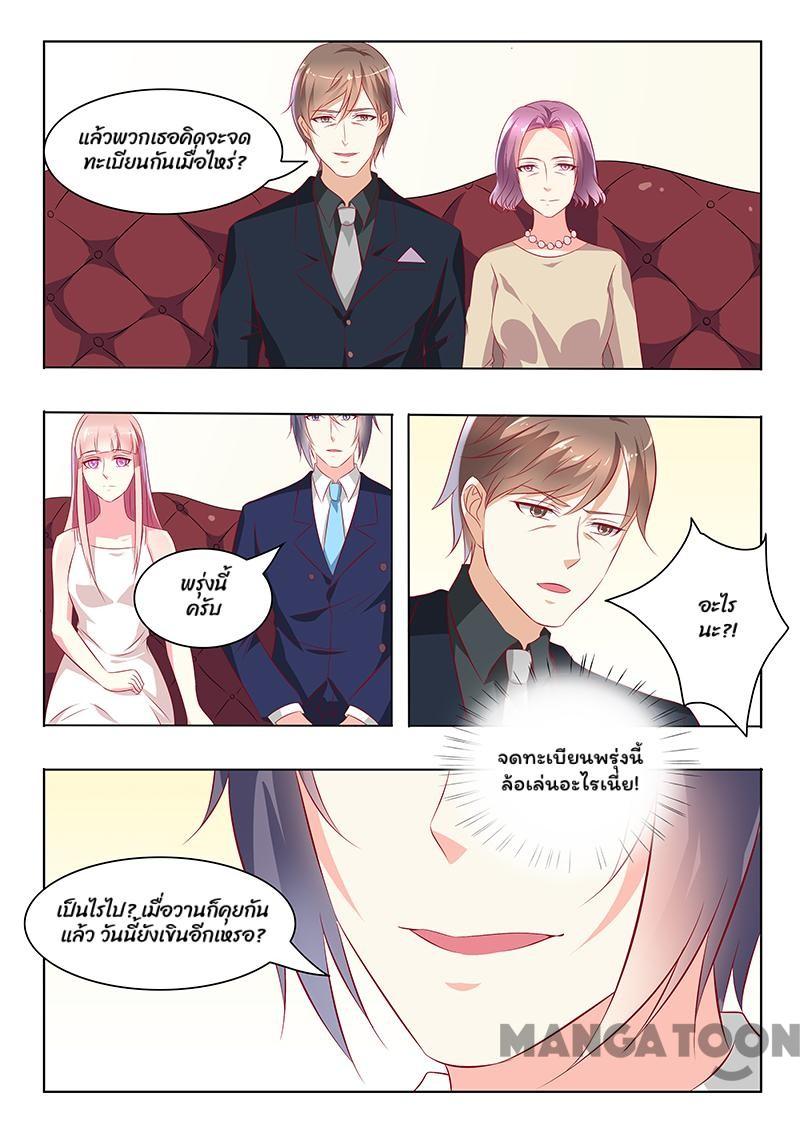 แล้วพวกเธอคิดจะจด
ทะเบียนกันเมื่อไหร่?
พรุ่งนี้
ครับ
อะไร
นะ?!
จดทะเบียนพรุ่งนี้
ล้อเล่นอะไรเนี่ย!
เป็นไรไป? เมื่อวานก็คุยกัน
แล้ว วันนี้ยังเขินอีกเหรอ?
MANGATOON